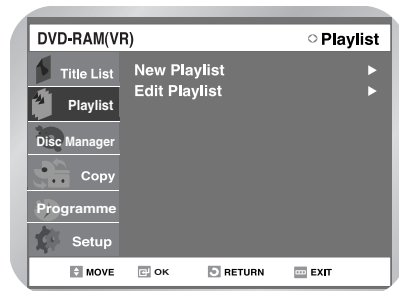 DVD-RAM(VR) Playlist
Title List
Playlist
Disc Manager
Copy
Programme
Setup
New Playlist
Edit Playlist
MOVE OK RETURN EXIT